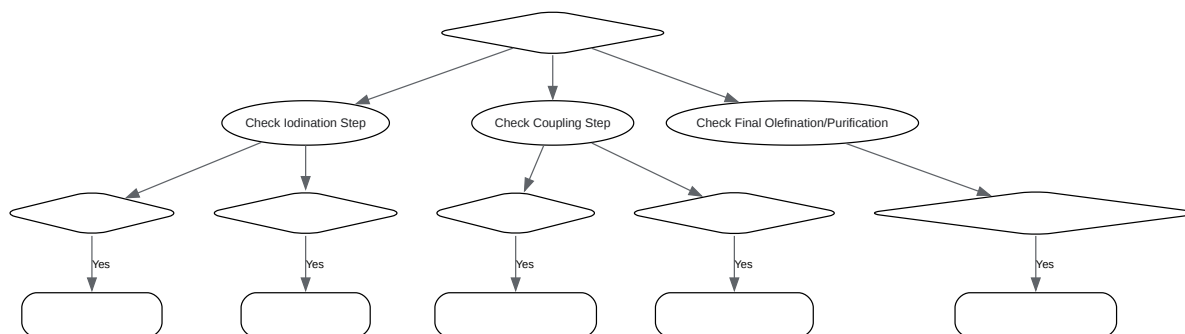 Check Iodination Step
Check Coupling Step
Check Final Olefination/Purification
Yes
Yes
Yes
Yes
Yes